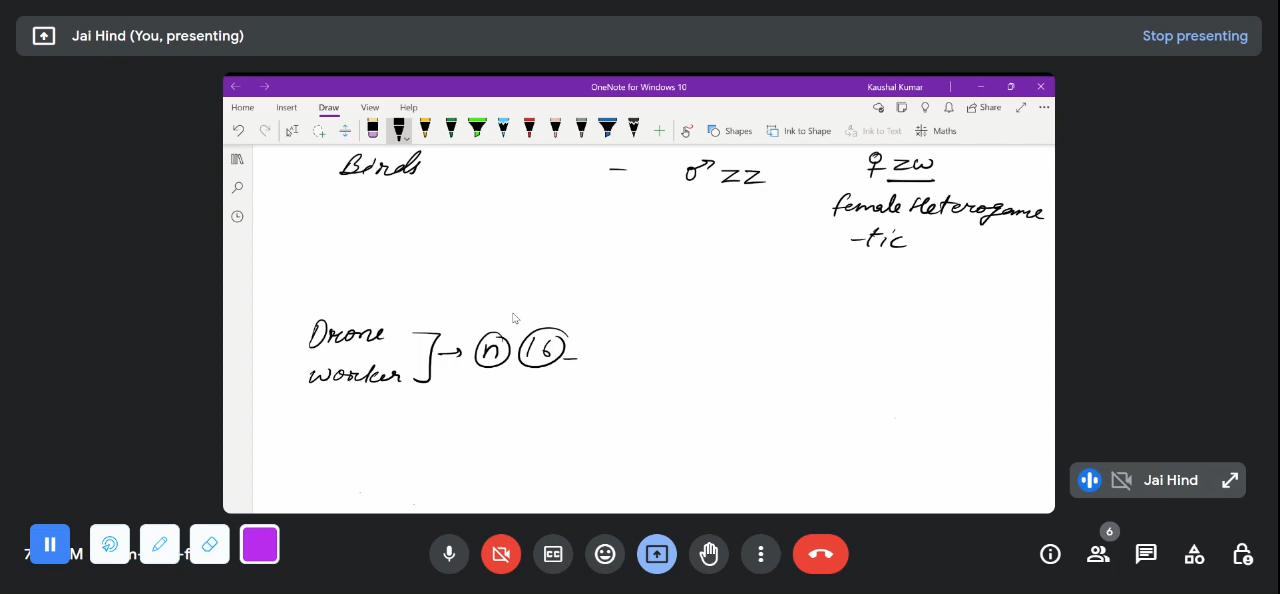 Jai Hind (You, presenting)
Stop presenting
OneNote for Windows 10
Kaushal Kumar
Home Insert Draw View Help
Share
Shapes Ink to Shape Ink to Text Maths
Birds – ♂ ZZ ♀ ZW
female Heterogame
-tic
Drone
worker
→ n 16
Jai Hind
6